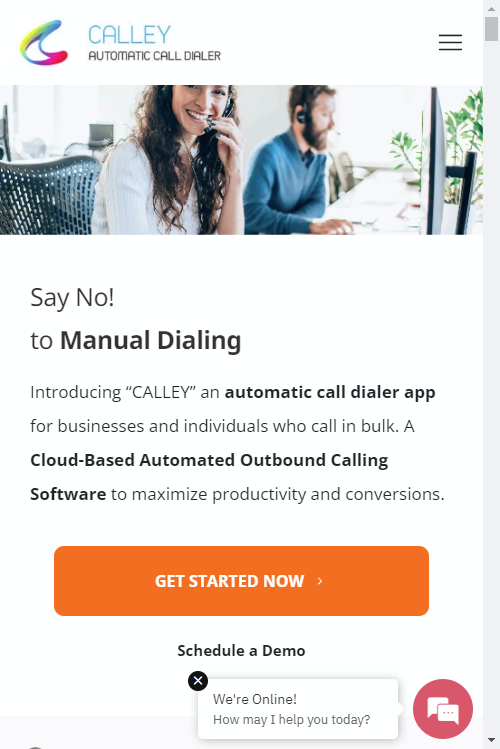 CALLEY
AUTOMATIC CALL DIALER
Say No!
to Manual Dialing
Introducing “CALLEY” an automatic call dialer app
for businesses and individuals who call in bulk. A
Cloud-Based Automated Outbound Calling
Software to maximize productivity and conversions.
GET STARTED NOW
Schedule a Demo
We're Online!
How may I help you today?